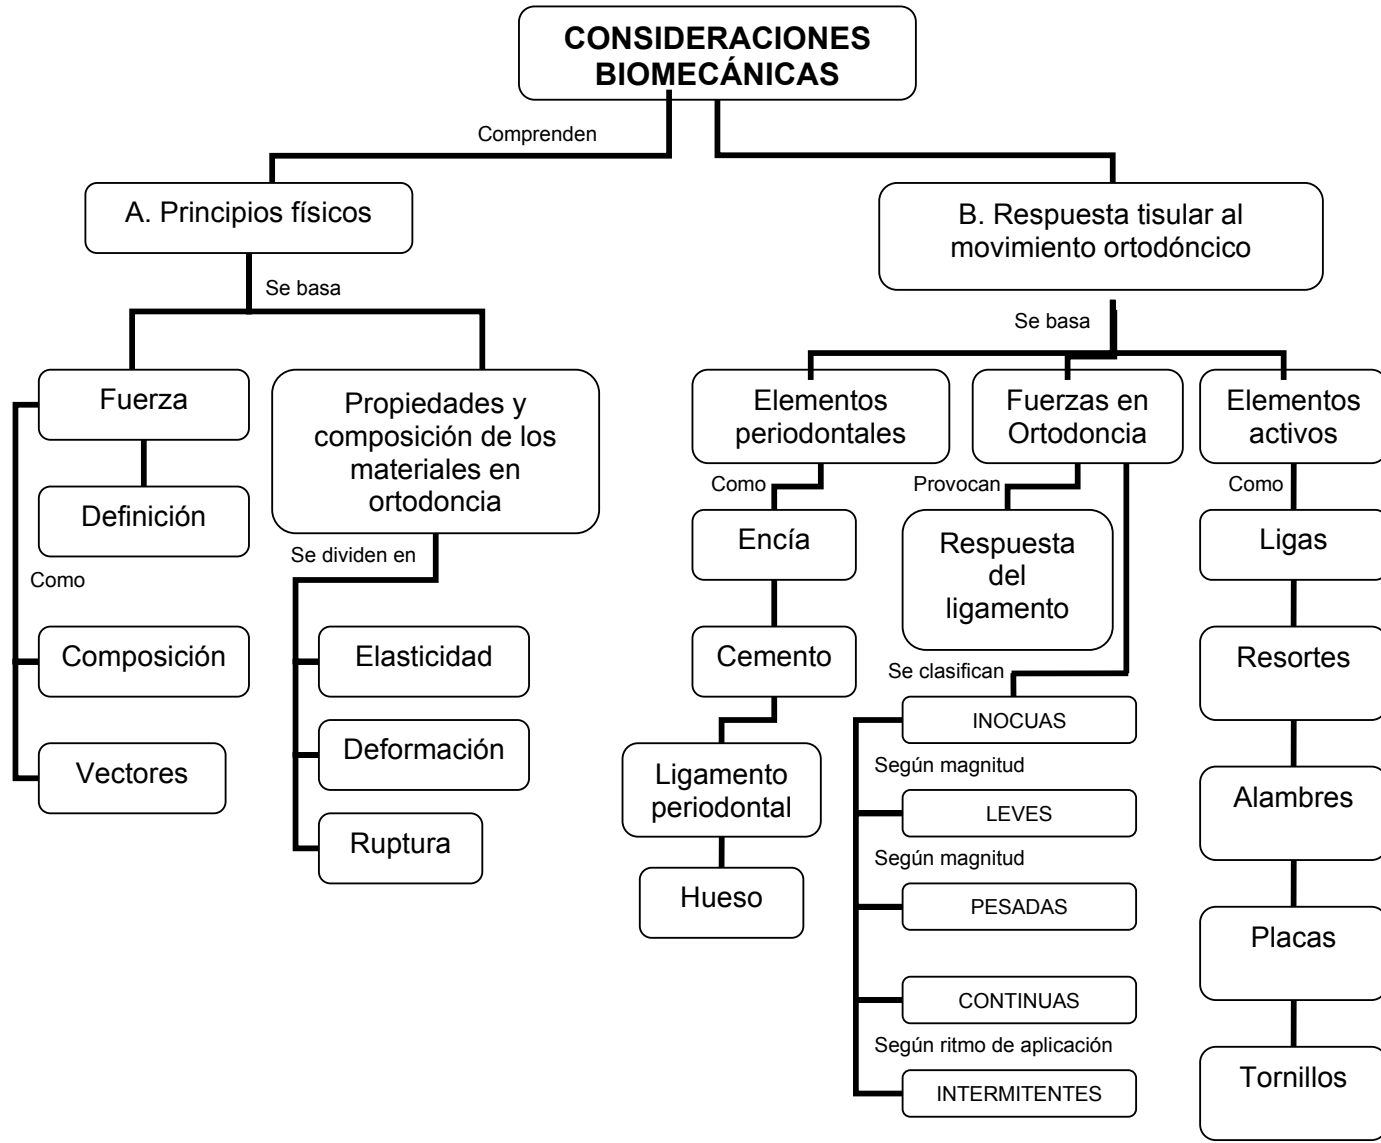 CONSIDERACIONES
BIOMECÁNICAS
Comprenden
A. Principios físicos
Se basa
Fuerza
Definición
Como
Composición
Vectores
Propiedades y
composición de los
materiales en
ortodoncia
Se dividen en
Elasticidad
Deformación
Ruptura
B. Respuesta tisular al
movimiento ortodóncico
Se basa
Elementos
periodontales
Como
Encía
Cemento
Ligamento
periodontal
Hueso
Fuerzas en
Ortodoncia
Provocan
Respuesta
del
ligamento
Se clasifican
INOCUAS
Según magnitud
LEVES
Según magnitud
PESADAS
CONTINUAS
Según ritmo de aplicación
INTERMITENTES
Elementos
activos
Como
Ligas
Resortes
Alambres
Placas
Tornillos